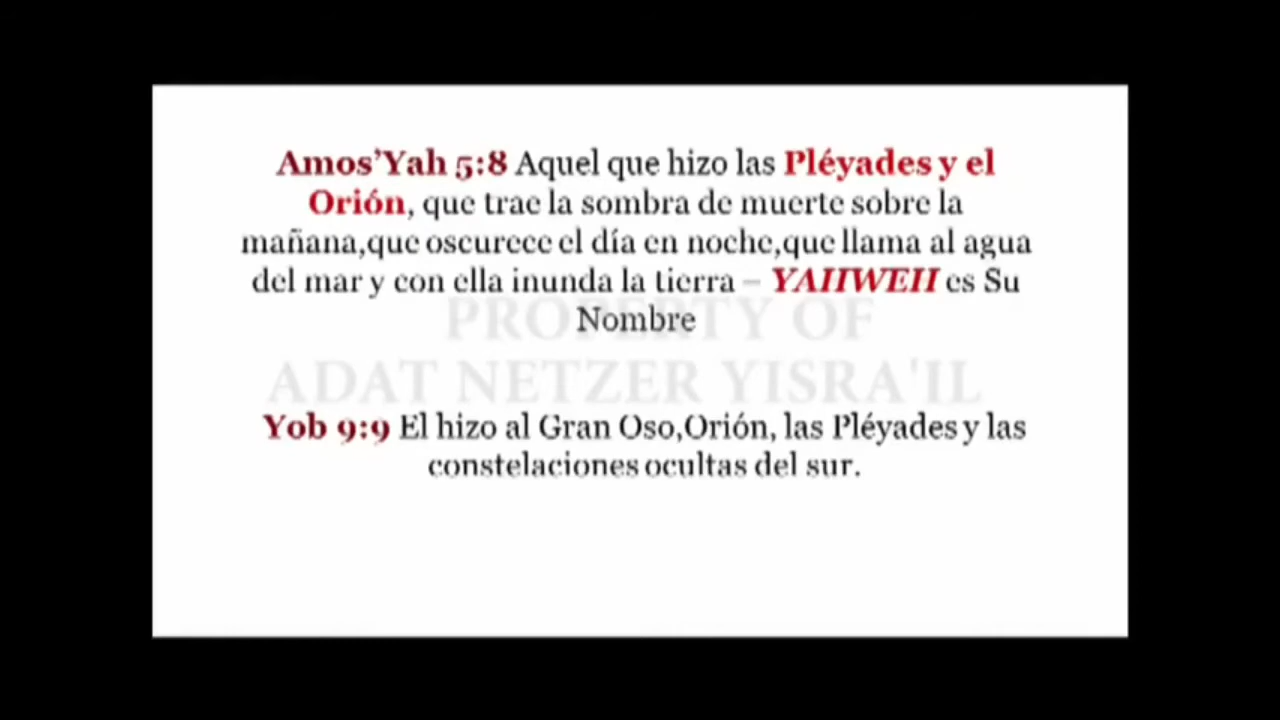 Amos’Yah 5:8 Aquel que hizo las Pléyades y el
Orión, que trae la sombra de muerte sobre la
mañana,que oscurece el día en noche,que llama al agua
del mar y con ella inunda la tierra – YAHWEH es Su
Nombre
PROPERTY OF
ADAT NETZER YISRA'IL
Yob 9:9 El hizo al Gran Oso,Orión, las Pléyades y las
constelaciones ocultas del sur.